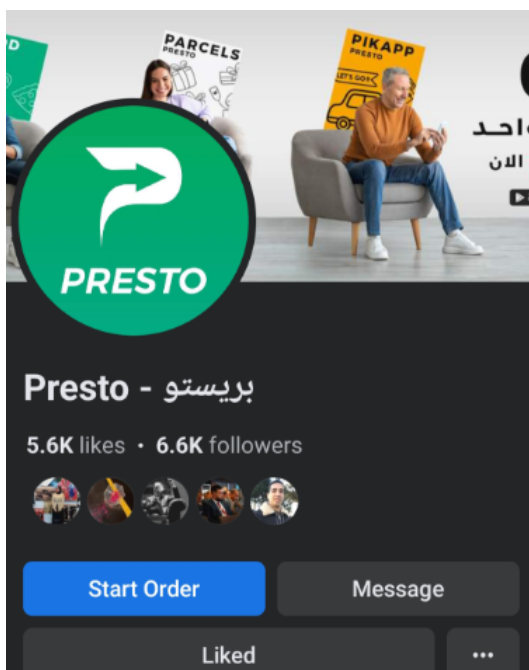 PARCELS
PRESTO
PIKAPP
PRESTO
LET'S GO
الان
PRESTO
Presto - بريستو
5.6K likes • 6.6K followers
Start Order
Message
Liked